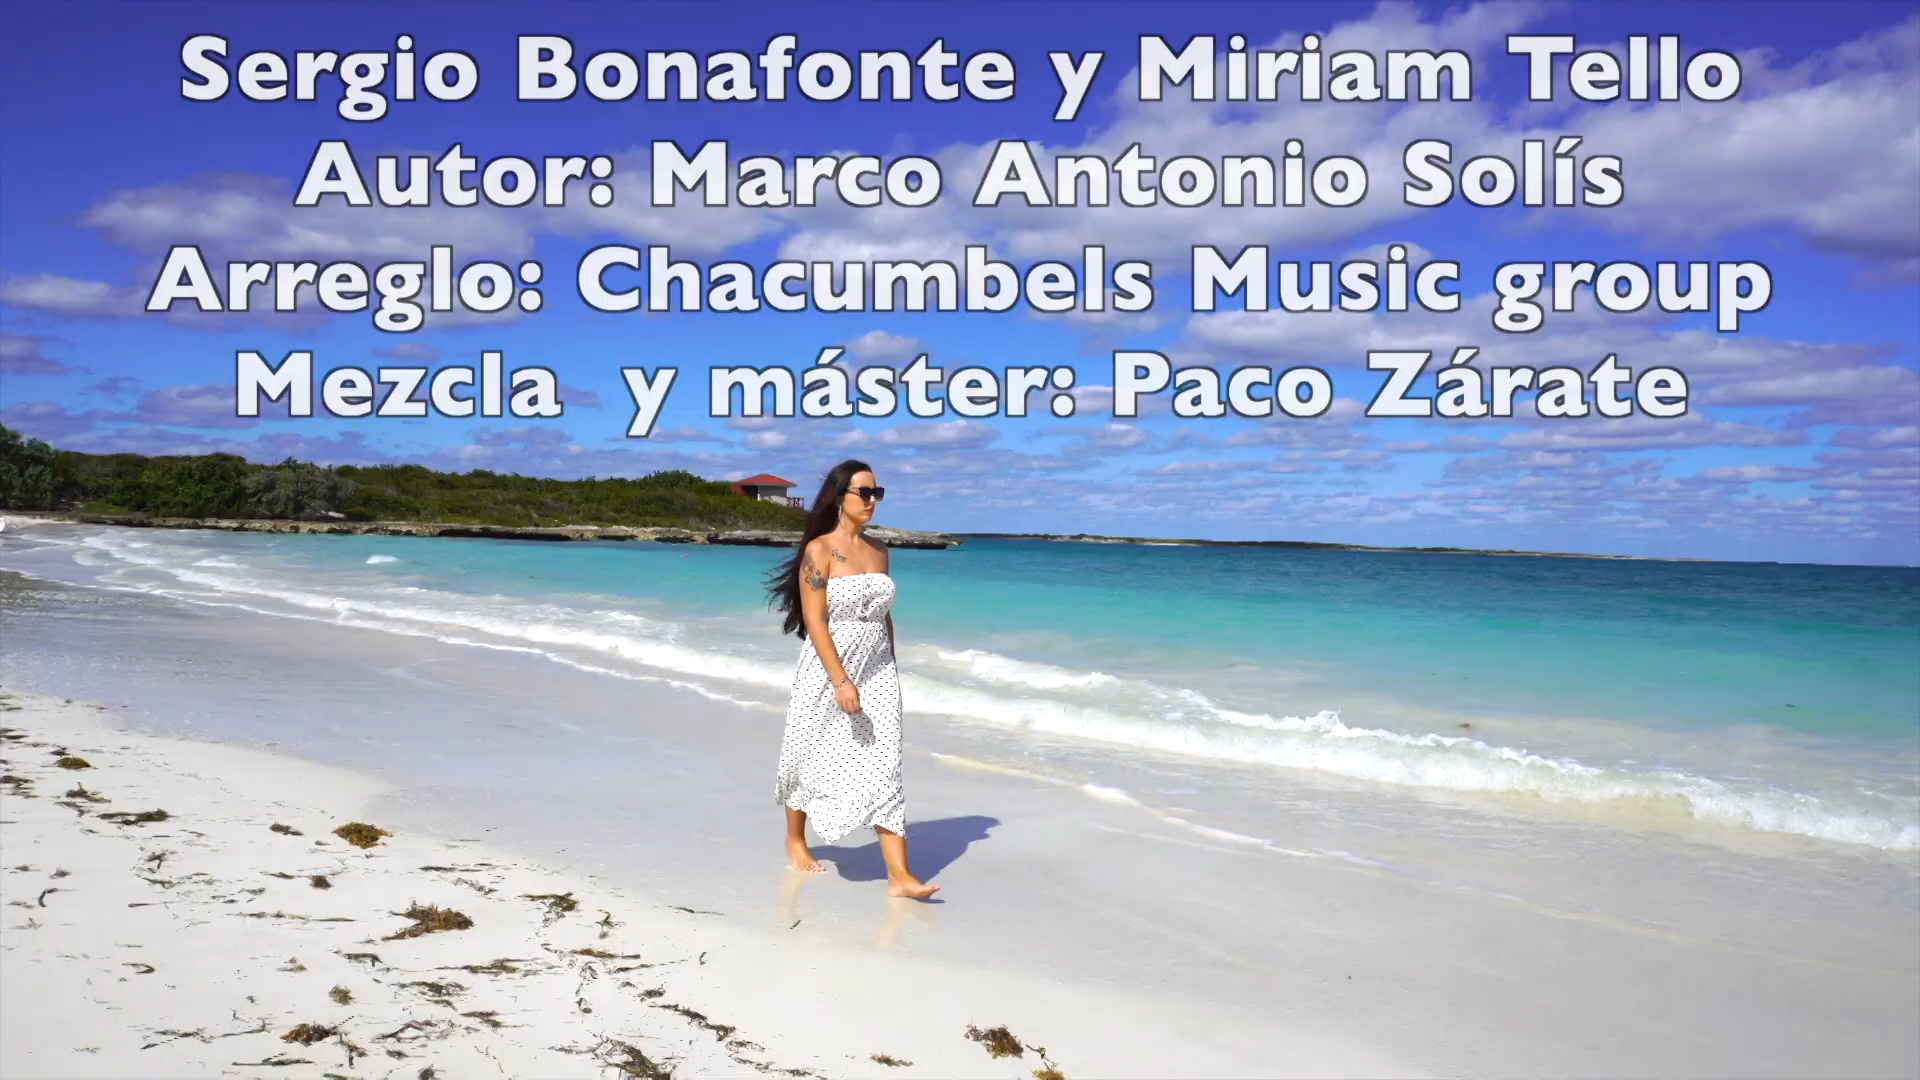 Sergio Bonafonte y Miriam Tello
Autor: Marco Antonio Solís
Arreglo: Chacumbels Music group
Mezcla  y máster: Paco Zárate